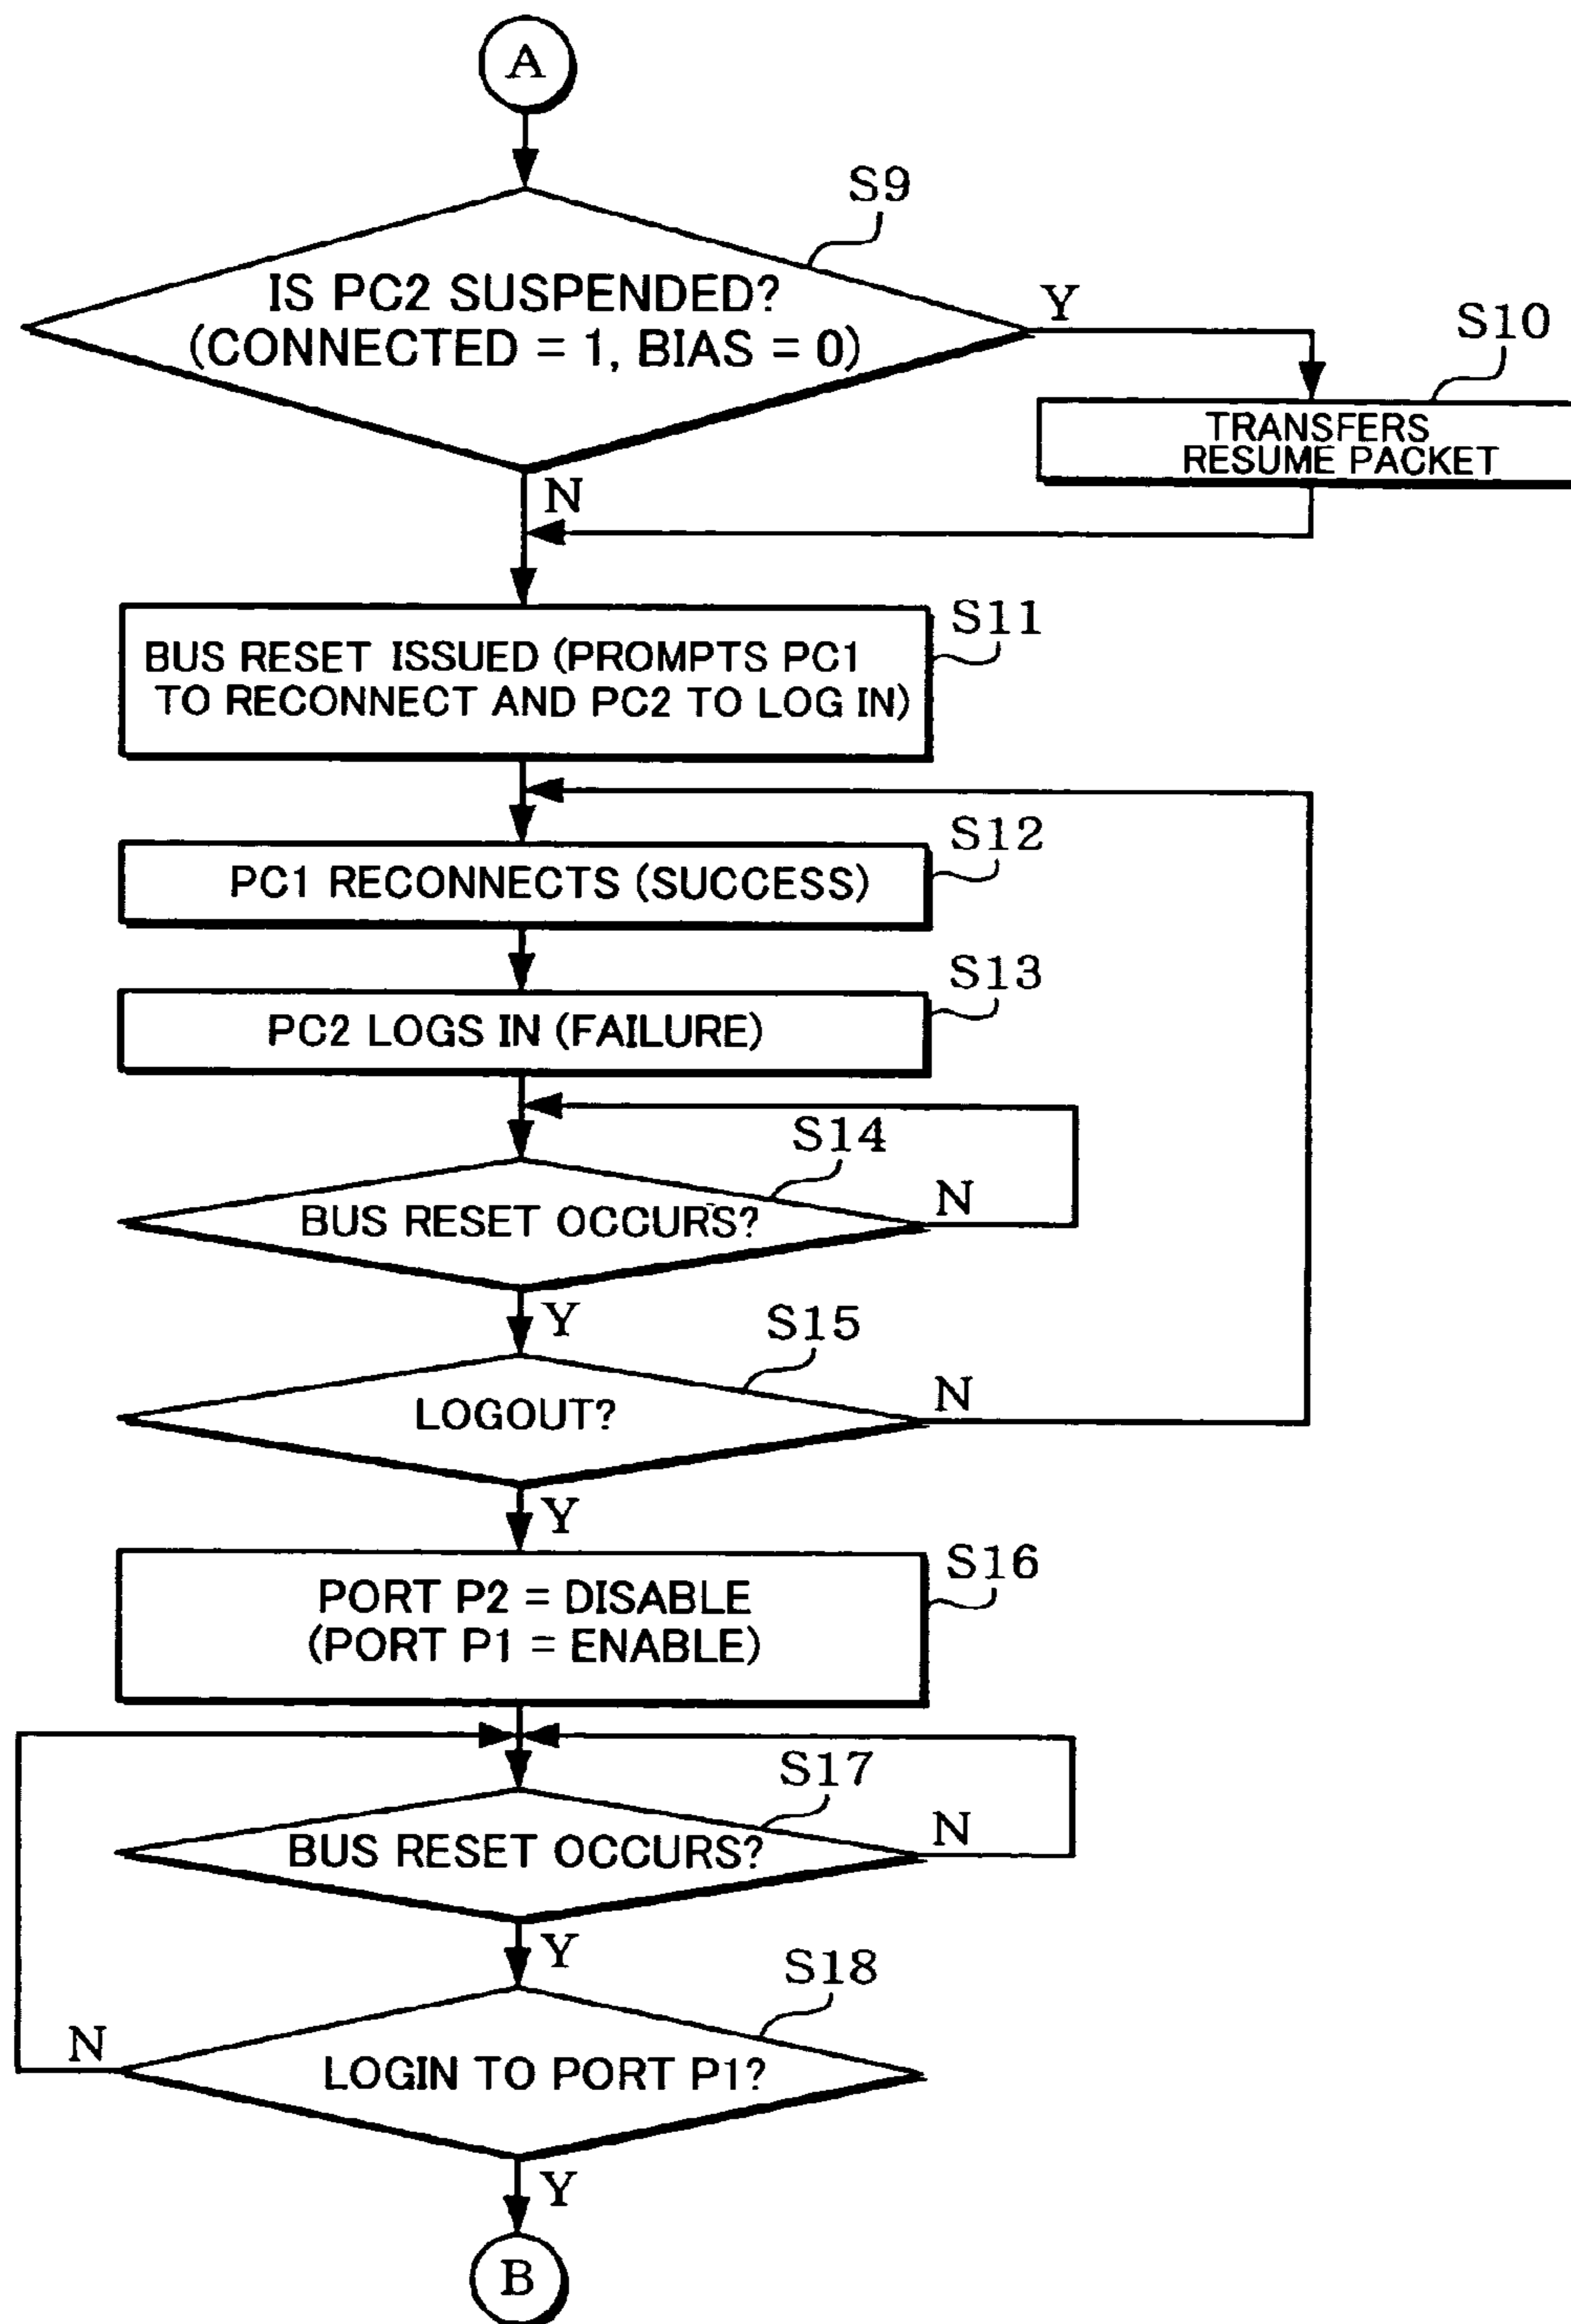 A
S9
IS PC2 SUSPENDED?
(CONNECTED = 1, BIAS = 0)
Y
S10
TRANSFERS
RESUME PACKET
N
S11
BUS RESET ISSUED (PROMPTS PC1
TO RECONNECT AND PC2 TO LOG IN)
S12
PC1 RECONNECTS (SUCCESS)
S13
PC2 LOGS IN (FAILURE)
S14
BUS RESET OCCURS?
N
Y
S15
LOGOUT?
N
Y
S16
PORT P2 = DISABLE
(PORT P1 = ENABLE)
S17
BUS RESET OCCURS?
N
Y
S18
N
LOGIN TO PORT P1?
Y
B